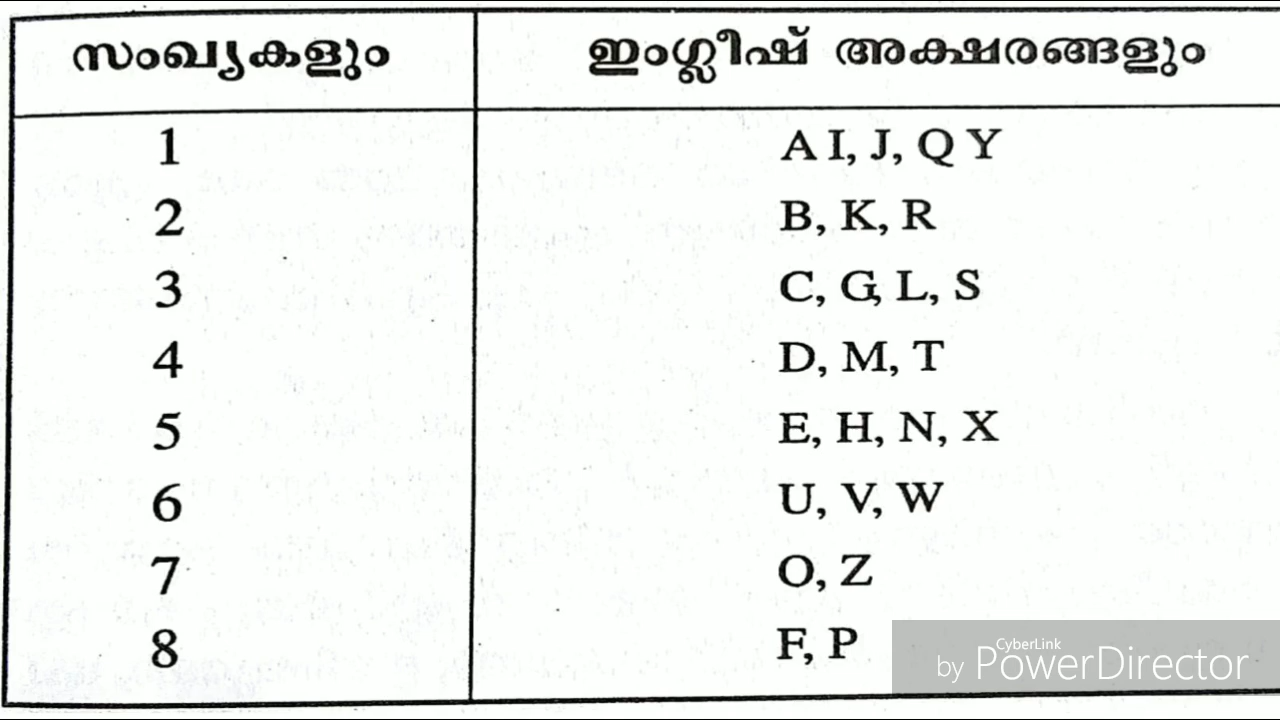 സംഖ്യകളും ഇംഗ്ലീഷ് അക്ഷരങ്ങളും
1 A I, J, Q Y
2 B, K, R
3 C, G, L, S
4 D, M, T
5 E, H, N, X
6 U, V, W
7 O, Z
8 F, P
CyberLink
by PowerDirector